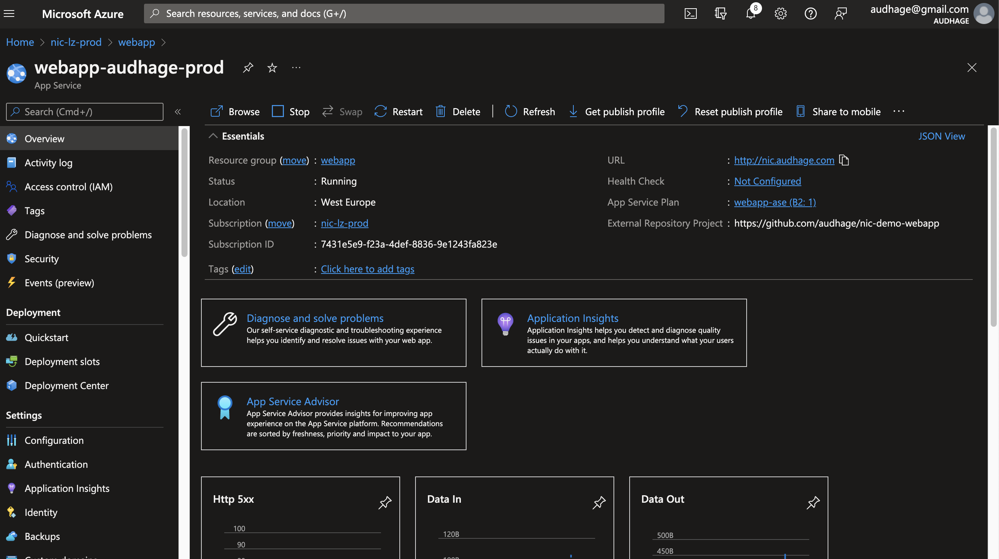 Microsoft Azure
Search resources, services, and docs (G+/)
8
audhage@gmail.com
AUDHAGE
Home > nic-lz-prod > webapp >
webapp-audhage-prod
App Service
Search (Cmd+/)
«
Overview
Activity log
Access control (IAM)
Tags
Diagnose and solve problems
Security
Events (preview)
Deployment
Quickstart
Deployment slots
Deployment Center
Settings
Configuration
Authentication
Application Insights
Identity
Backups
Custom domains
Browse Stop Swap Restart Delete | Refresh Get publish profile Reset publish profile Share to mobile ···
Essentials
JSON View
Resource group (move) : webapp
Status : Running
Location : West Europe
Subscription (move) : nic-lz-prod
Subscription ID : 7431e5e9-f23a-4def-8836-9e1243fa823e
Tags (edit) : Click here to add tags
URL : http://nic.audhage.com
Health Check : Not Configured
App Service Plan : webapp-ase (B2: 1)
External Repository Project : https://github.com/audhage/nic-demo-webapp
Diagnose and solve problems
Our self-service diagnostic and troubleshooting experience
helps you identify and resolve issues with your web app.
Application Insights
Application Insights helps you detect and diagnose quality
issues in your apps, and helps you understand what your users
actually do with it.
App Service Advisor
App Service Advisor provides insights for improving app
experience on the App Service platform. Recommendations
are sorted by freshness, priority and impact to your app.
Http 5xx
100
90
Data In
120B
100B
Data Out
500B
450B